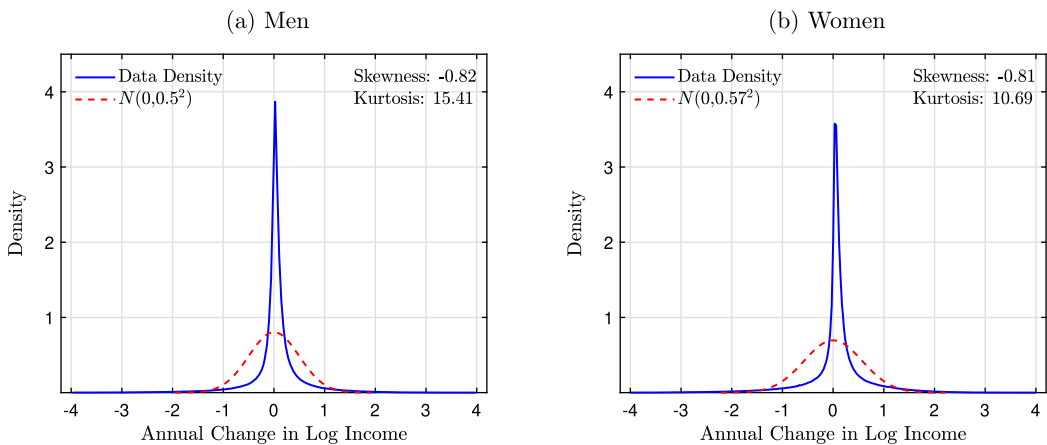 (a) Men
Data Density
N(0,0.5²)
Skewness: -0.82
Kurtosis: 15.41
4
3
2
1
Density
-4 -3 -2 -1 0 1 2 3 4
Annual Change in Log Income
(b) Women
Data Density
N(0,0.57²)
Skewness: -0.81
Kurtosis: 10.69
4
3
2
1
Density
-4 -3 -2 -1 0 1 2 3 4
Annual Change in Log Income